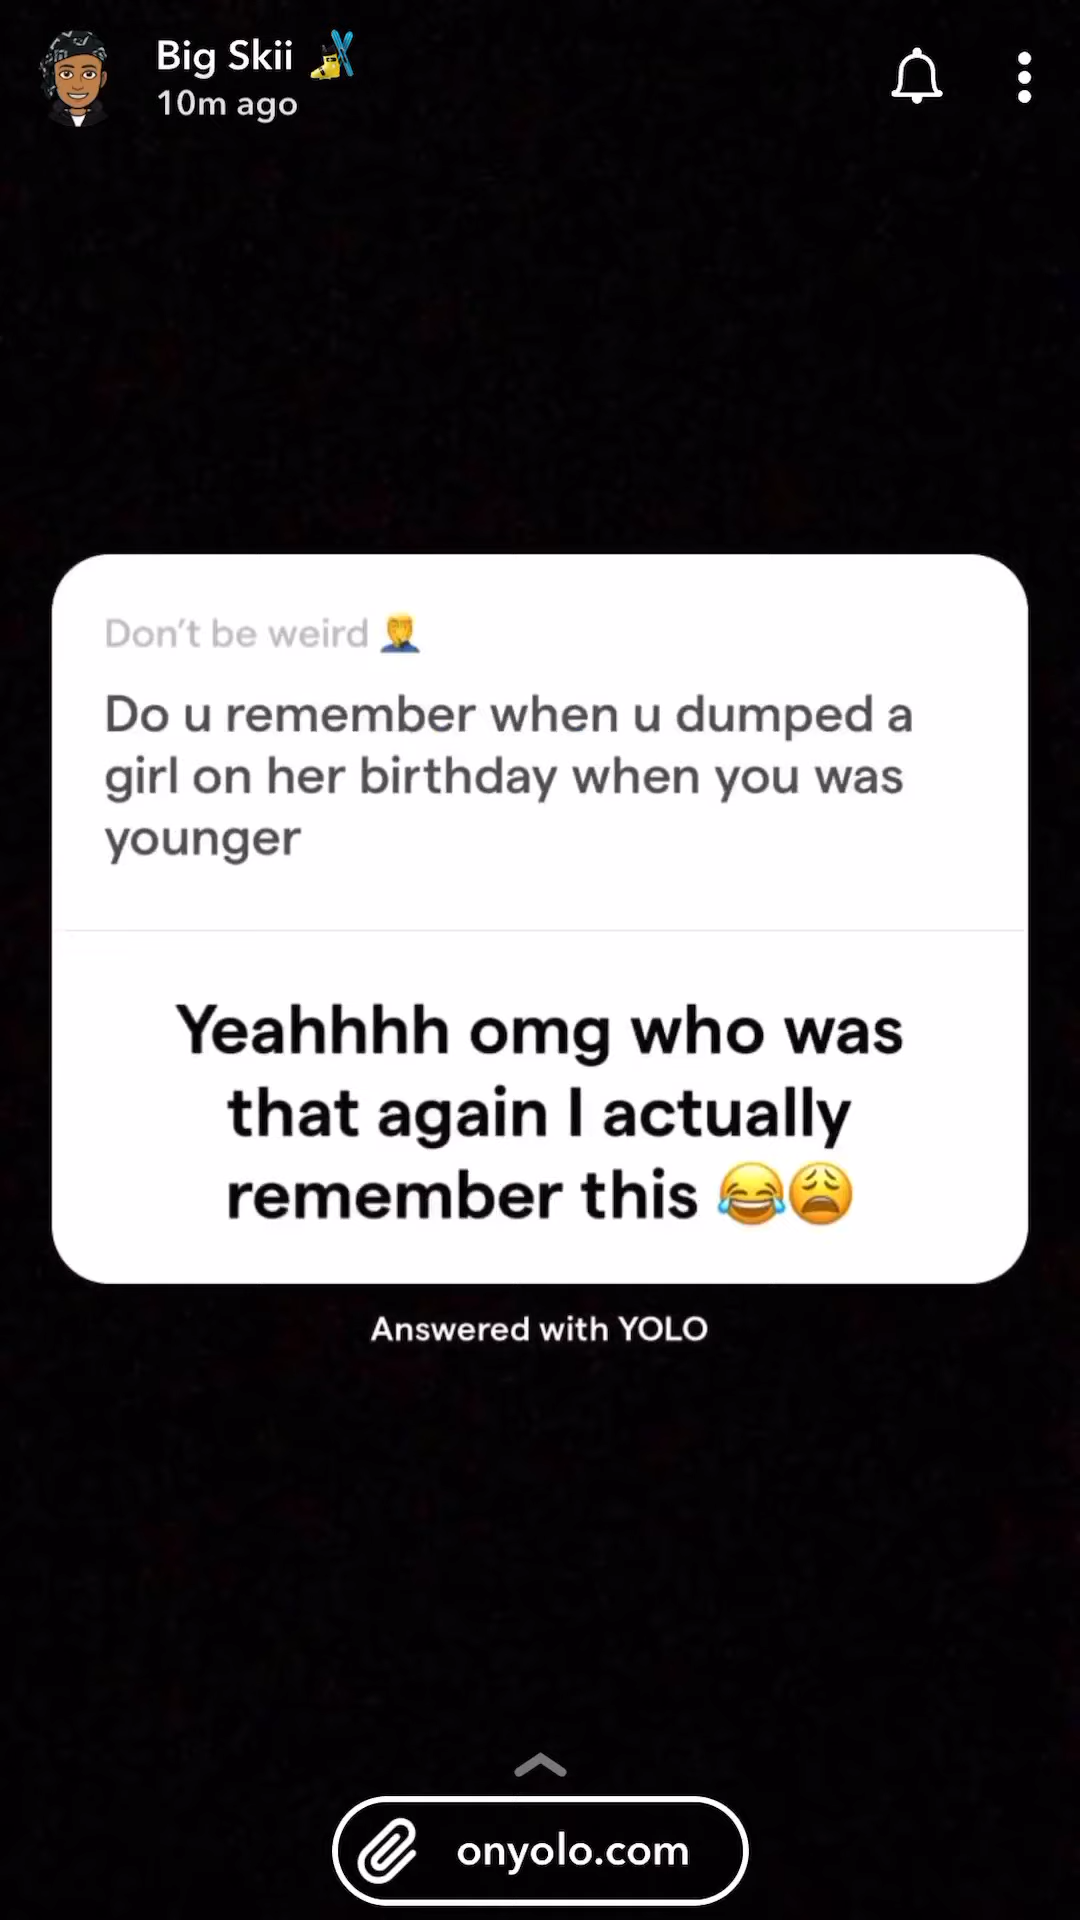 Big Skii 🎿
10m ago
Don't be weird 🤦‍♂️
Do u remember when u dumped a
girl on her birthday when you was
younger
Yeahhhh omg who was
that again I actually
remember this 😂😩
Answered with YOLO
onyolo.com